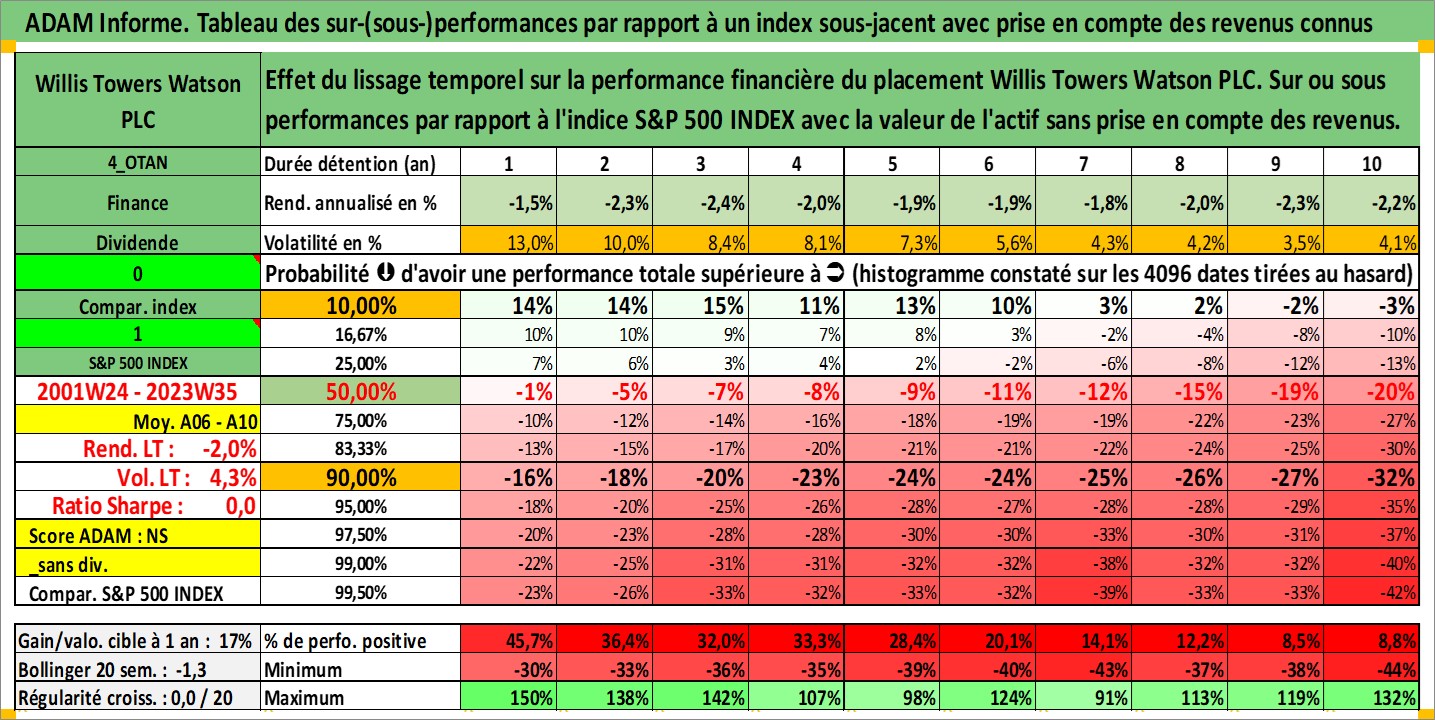 ADAM Informe. Tableau des sur-(sous-)performances par rapport à un index sous-jacent avec prise en compte des revenus connus
Willis Towers Watson PLC
Effet du lissage temporel sur la performance financière du placement Willis Towers Watson PLC. Sur ou sous
performances par rapport à l'indice S&P 500 INDEX avec la valeur de l'actif sans prise en compte des revenus.
4_OTAN Durée détention (an) 1 2 3 4 5 6 7 8 9 10
Finance Rend. annualisé en % -1,5% -2,3% -2,4% -2,0% -1,9% -1,9% -1,8% -2,0% -2,3% -2,2%
Dividende Volatilité en % 13,0% 10,0% 8,4% 8,1% 7,3% 5,6% 4,3% 4,2% 3,5% 4,1%
0 Probabilité ⬇ d'avoir une performance totale supérieure à ➲ (histogramme constaté sur les 4096 dates tirées au hasard)
Compar. index 10,00% 14% 14% 15% 11% 13% 10% 3% 2% -2% -3%
1 16,67% 10% 10% 9% 7% 8% 3% -2% -4% -8% -10%
S&P 500 INDEX 25,00% 7% 6% 3% 4% 2% -2% -6% -8% -12% -13%
2001W24 - 2023W35 50,00% -1% -5% -7% -8% -9% -11% -12% -15% -19% -20%
Moy. A06 - A10 75,00% -10% -12% -14% -16% -18% -19% -19% -22% -23% -27%
Rend. LT : -2,0% 83,33% -13% -15% -17% -20% -21% -21% -22% -24% -25% -30%
Vol. LT : 4,3% 90,00% -16% -18% -20% -23% -24% -24% -25% -26% -27% -32%
Ratio Sharpe : 0,0 95,00% -18% -20% -25% -26% -28% -27% -28% -28% -29% -35%
Score ADAM : NS 97,50% -20% -23% -28% -28% -30% -30% -33% -30% -31% -37%
_sans div. 99,00% -22% -25% -31% -31% -32% -32% -38% -32% -32% -40%
Compar. S&P 500 INDEX 99,50% -23% -26% -33% -32% -33% -32% -39% -33% -33% -42%
Gain/valo. cible à 1 an : 17% % de perfo. positive 45,7% 36,4% 32,0% 33,3% 28,4% 20,1% 14,1% 12,2% 8,5% 8,8%
Bollinger 20 sem. : -1,3 Minimum -30% -33% -36% -35% -39% -40% -43% -37% -38% -44%
Régularité croiss. : 0,0 / 20 Maximum 150% 138% 142% 107% 98% 124% 91% 113% 119% 132%